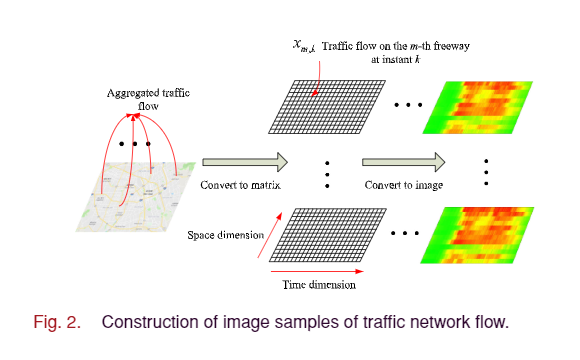 x_{m,k} Traffic flow on the m-th freeway
at instant k
Aggregated traffic
flow
Convert to matrix
Convert to image
Space dimension
Time dimension
Fig. 2. Construction of image samples of traffic network flow.